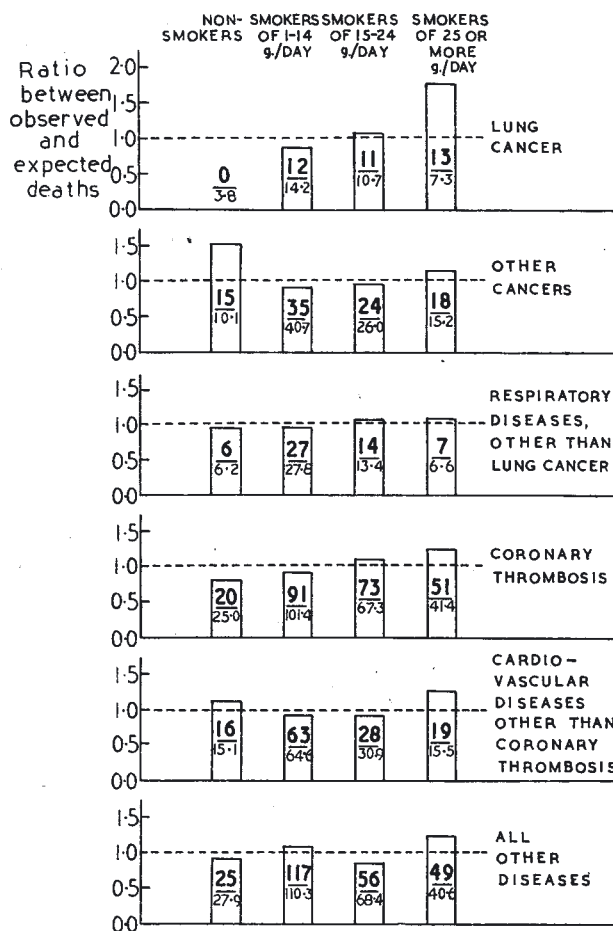 NON-SMOKERS
SMOKERS OF 1-14 g./DAY
SMOKERS OF 15-24 g./DAY
SMOKERS OF 25 OR MORE g./DAY
Ratio
between
observed
and
expected
deaths
2·0
1·5
1·0
0·5
0·0
0
3·8
12
14·2
11
10·7
13
7·3
LUNG
CANCER
1·5
1·0
0·5
0·0
15
10·1
35
40·7
24
26·0
18
15·2
OTHER
CANCERS
1·5
1·0
0·5
0·0
6
6·2
27
27·8
14
13·4
7
6·6
RESPIRATORY
DISEASES,
OTHER THAN
LUNG CANCER
1·5
1·0
0·5
0·0
20
25·0
91
101·4
73
67·3
51
41·4
CORONARY
THROMBOSIS
1·5
1·0
0·5
0·0
16
15·1
63
64·6
28
30·9
19
15·5
CARDIO-
VASCULAR
DISEASES
OTHER THAN
CORONARY
THROMBOSIS
1·5
1·0
0·5
0·0
25
27·9
117
110·3
56
68·4
49
40·6
ALL
OTHER
DISEASES